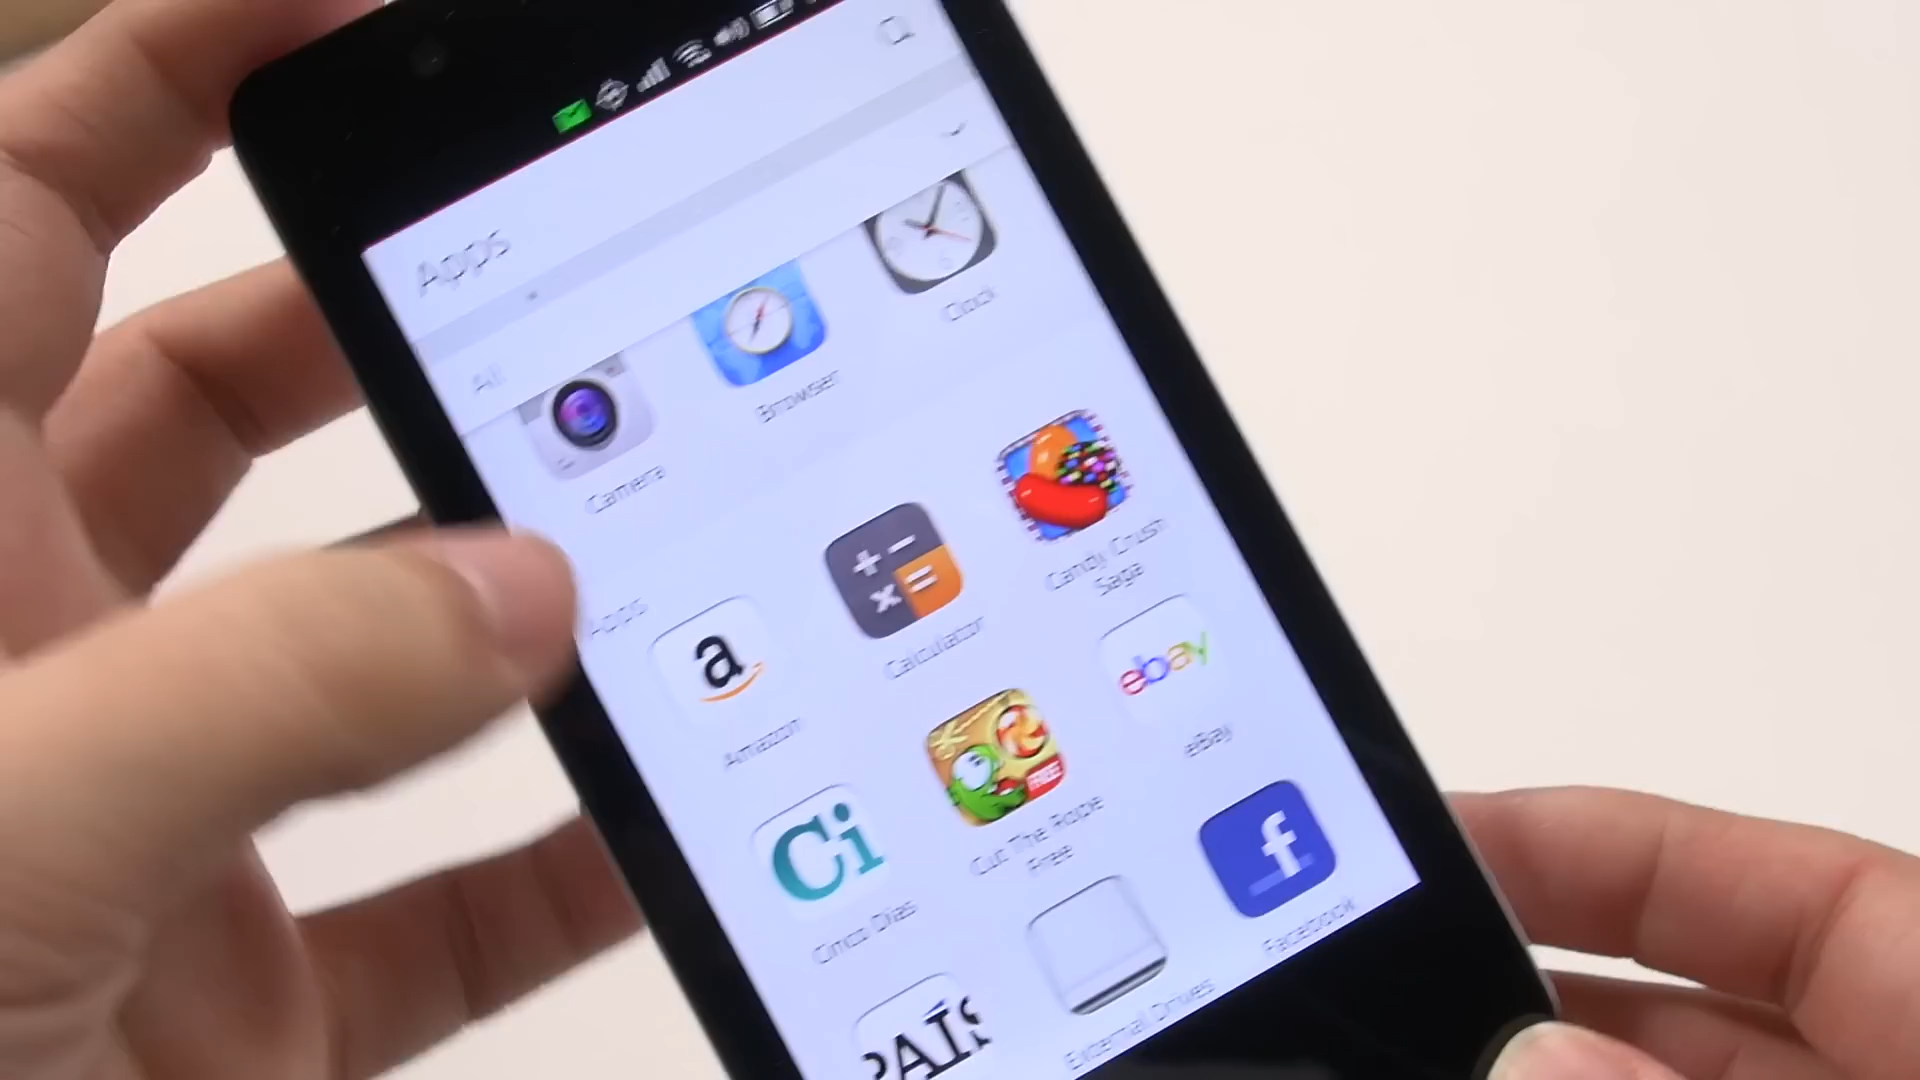 Apps
All
Clock
Browser
Camera
Candy Crush
Saga
+ -
x =
Calculator
Apps
a
Amazon
ebay
eBay
FREE
Cut The Rope
Free
Ci
Cinco Días
f
Facebook
External Drives
PAÍS